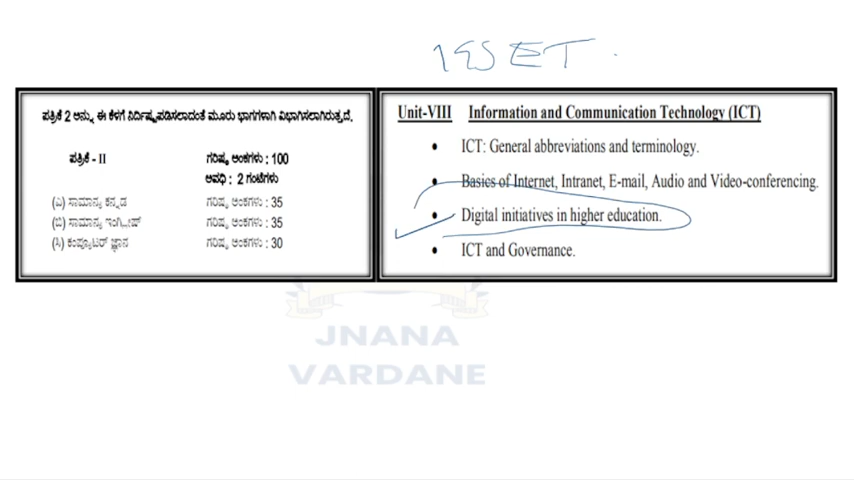 KSET
ಪತ್ರಿಕೆ 2 ಅನ್ನು ಈ ಕೆಳಗೆ ನಿರ್ದಿಷ್ಟಪಡಿಸಲಾದಂತೆ ಮೂರು ಭಾಗಗಳಾಗಿ ವಿಭಾಗಿಸಲಾಗಿರುತ್ತದೆ.
ಪತ್ರಿಕೆ - II ಗರಿಷ್ಠ ಅಂಕಗಳು : 100
ಅವಧಿ : 2 ಗಂಟೆಗಳು
(ಎ) ಸಾಮಾನ್ಯ ಕನ್ನಡ ಗರಿಷ್ಠ ಅಂಕಗಳು : 35
(ಬಿ) ಸಾಮಾನ್ಯ ಇಂಗ್ಲೀಷ್ ಗರಿಷ್ಠ ಅಂಕಗಳು : 35
(ಸಿ) ಕಂಪ್ಯೂಟರ್ ಜ್ಞಾನ ಗರಿಷ್ಠ ಅಂಕಗಳು : 30
Unit-VIII Information and Communication Technology (ICT)
• ICT: General abbreviations and terminology.
• Basics of Internet, Intranet, E-mail, Audio and Video-conferencing.
• Digital initiatives in higher education.
• ICT and Governance.
JNANA
VARDANE